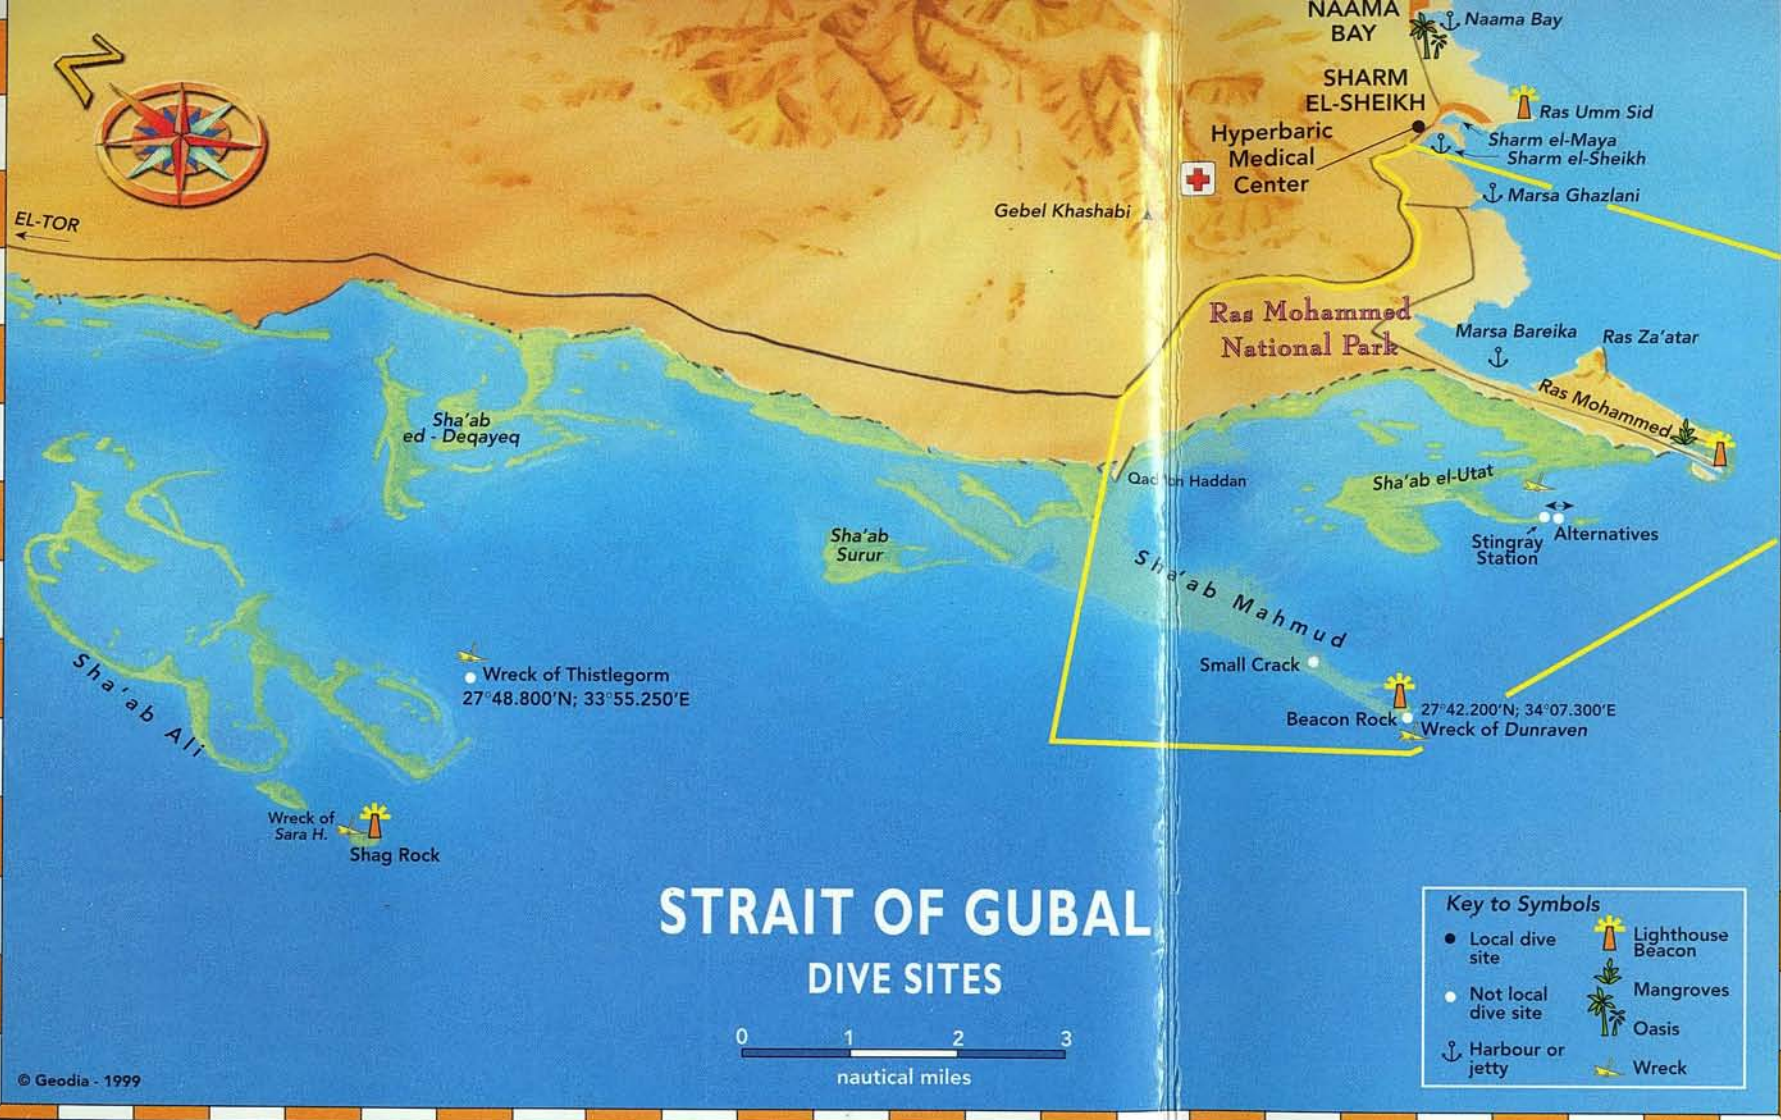 NAAMA
BAY
Naama Bay
SHARM
EL-SHEIKH
Ras Umm Sid
Hyperbaric
Medical
Center
Sharm el-Maya
Sharm el-Sheikh
Marsa Ghazlani
Gebel Khashabi
EL-TOR
Ras Mohammed
National Park
Marsa Bareika
Ras Za'atar
Ras Mohammed
Sha'ab
ed - Deqayeq
Haddan
Sha'ab el-Utat
Sha'ab
Surur
Stingray
Station
Alternatives
Sha'ab Mahmud
Small Crack
Beacon Rock
27°42.200'N; 34°07.300'E
Wreck of Dunraven
Sha'ab Ali
Wreck of Thistlegorm
27°48.800'N; 33°55.250'E
Wreck of
Sara H.
Shag Rock
STRAIT OF GUBAL
DIVE SITES
0 1 2 3
nautical miles
Key to Symbols
Local dive
site
Not local
dive site
Harbour or
jetty
Lighthouse
Beacon
Mangroves
Oasis
Wreck
© Geodia - 1999